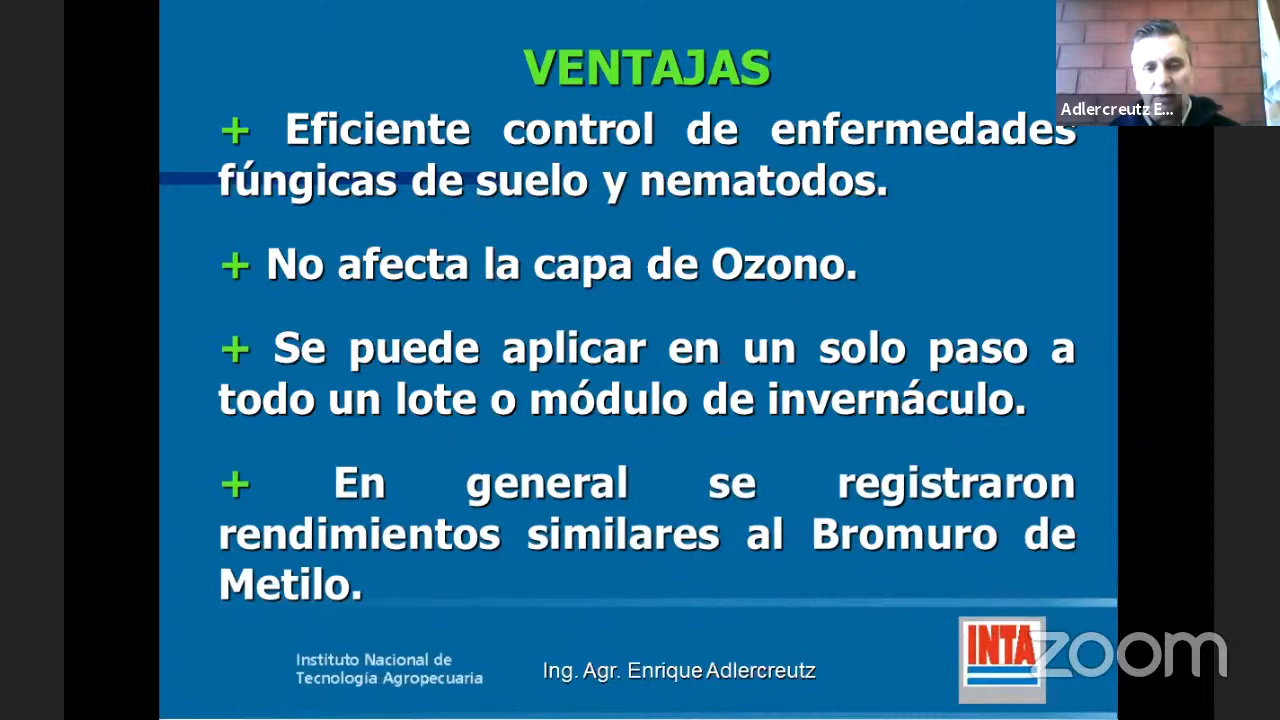 VENTAJAS
Adlercreutz E...
+ Eficiente control de enfermedades
fúngicas de suelo y nematodos.
+ No afecta la capa de Ozono.
+ Se puede aplicar en un solo paso a
todo un lote o módulo de invernáculo.
+ En general se registraron
rendimientos similares al Bromuro de
Metilo.
Instituto Nacional de
Tecnología Agropecuaria
Ing. Agr. Enrique Adlercreutz
INTA
zoom